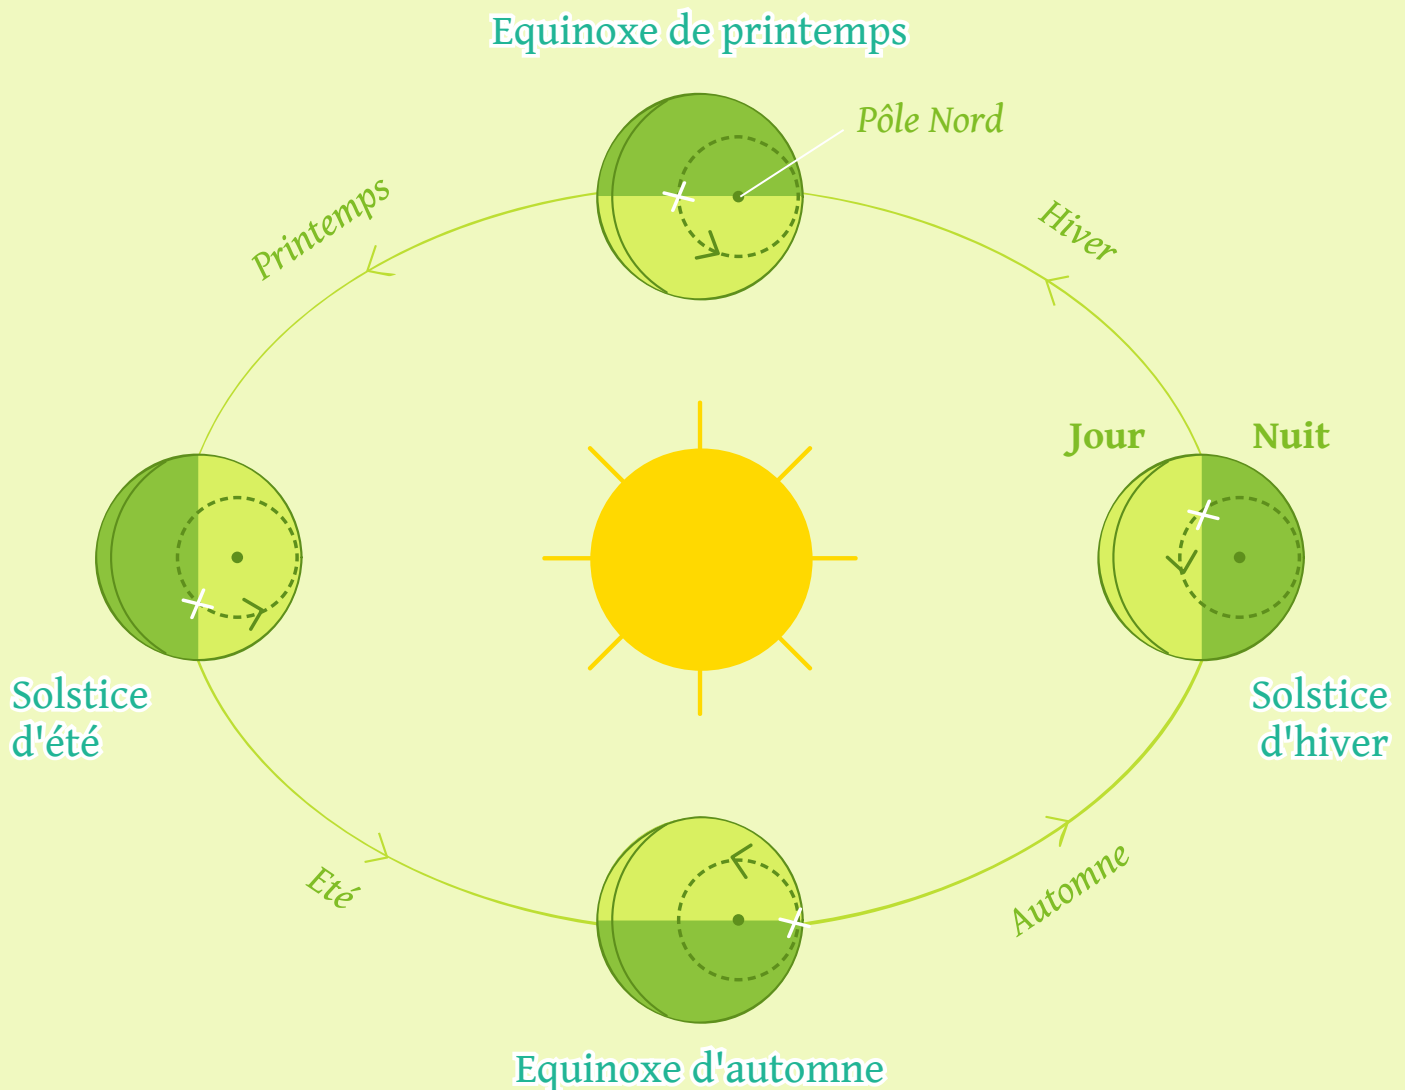 Equinoxe de printemps
Pôle Nord
Printemps
Hiver
Jour
Nuit
Solstice
d'été
Solstice
d'hiver
Eté
Automne
Equinoxe d'automne